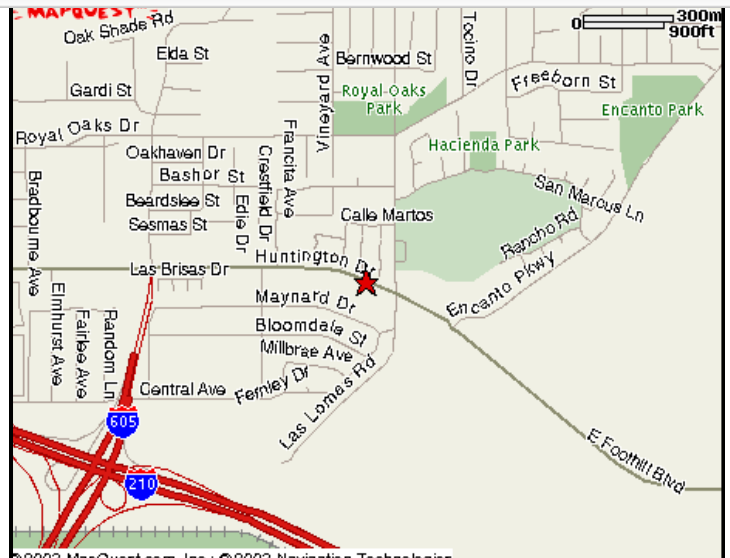 MAPQUEST
Oak Shade Rd
0 300m
900ft
Elda St
Vineyard Ave
Bernwood St
Tocino Dr
Freeborn St
Gardi St
Royal Oaks
Park
Encanto Park
Royal Oaks Dr
Hacienda Park
Francita Ave
Oakhaven Dr
Crestfield Dr
Bashor St
Bradbourne Ave
San Marcus Ln
Beardslee St
Edie Dr
Calle Martos
Sesmas St
Rancho Rd
Huntington Dr
Las Brisas Dr
Encanto Pkwy
Elmhurst Ave
Fairlee Ave
Random Ln
Maynard Dr
Bloomdale St
Millbrae Ave
Central Ave
Fernley Dr
Las Lomas Rd
605
E Foothill Blvd
210
©2003 MapQuest.com, Inc.; ©2003 Navigation Technologies